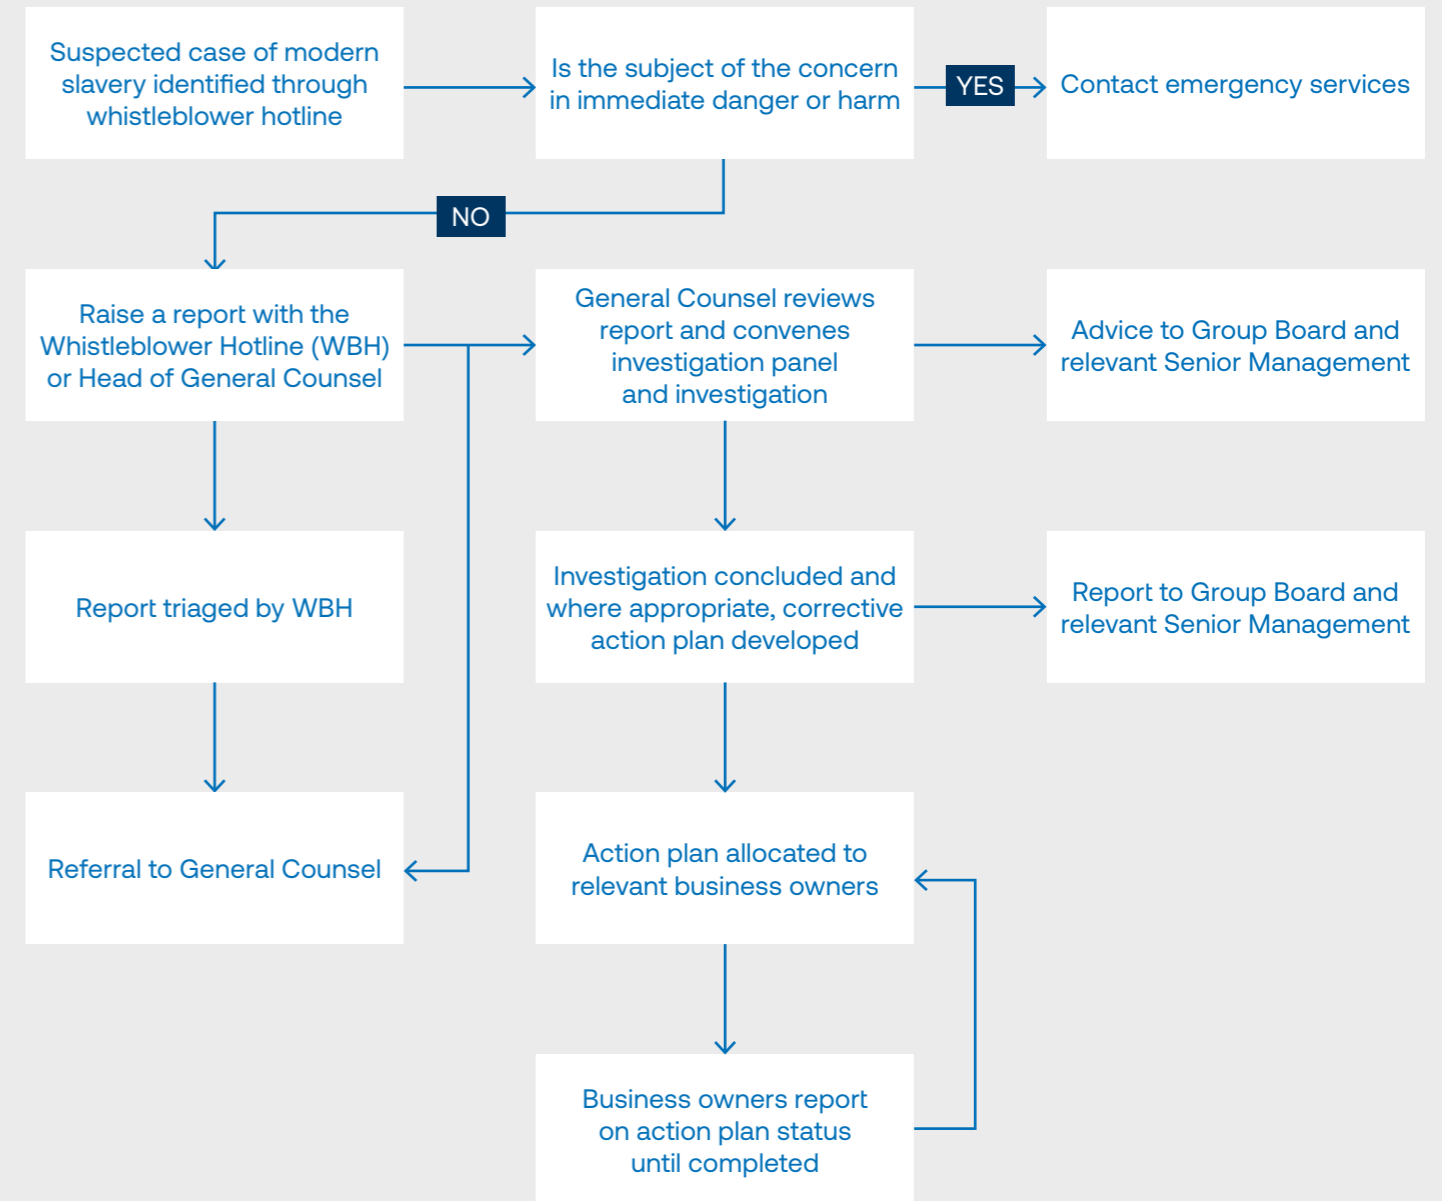 Suspected case of modern
slavery identified through
whistleblower hotline
Is the subject of the concern
in immediate danger or harm
YES
Contact emergency services
NO
Raise a report with the
Whistleblower Hotline (WBH)
or Head of General Counsel
General Counsel reviews
report and convenes
investigation panel
and investigation
Advice to Group Board and
relevant Senior Management
Report triaged by WBH
Investigation concluded and
where appropriate, corrective
action plan developed
Report to Group Board and
relevant Senior Management
Referral to General Counsel
Action plan allocated to
relevant business owners
Business owners report
on action plan status
until completed